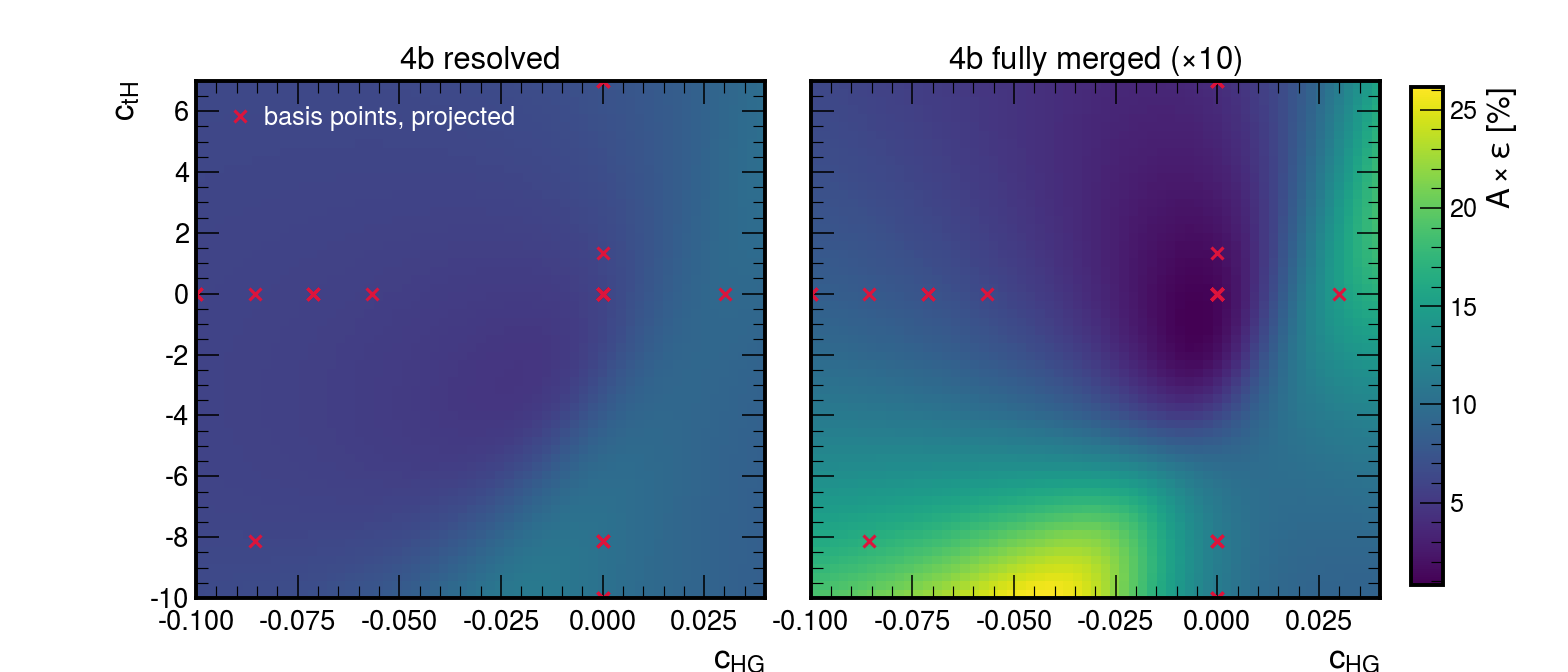 4b resolved
4b fully merged (×10)
c_tH
× basis points, projected
6
4
2
0
-2
-4
-6
-8
-10
-0.100 -0.075 -0.050 -0.025 0.000 0.025
c_HG
-0.100 -0.075 -0.050 -0.025 0.000 0.025
c_HG
25
20
15
10
5
A × ε [%]